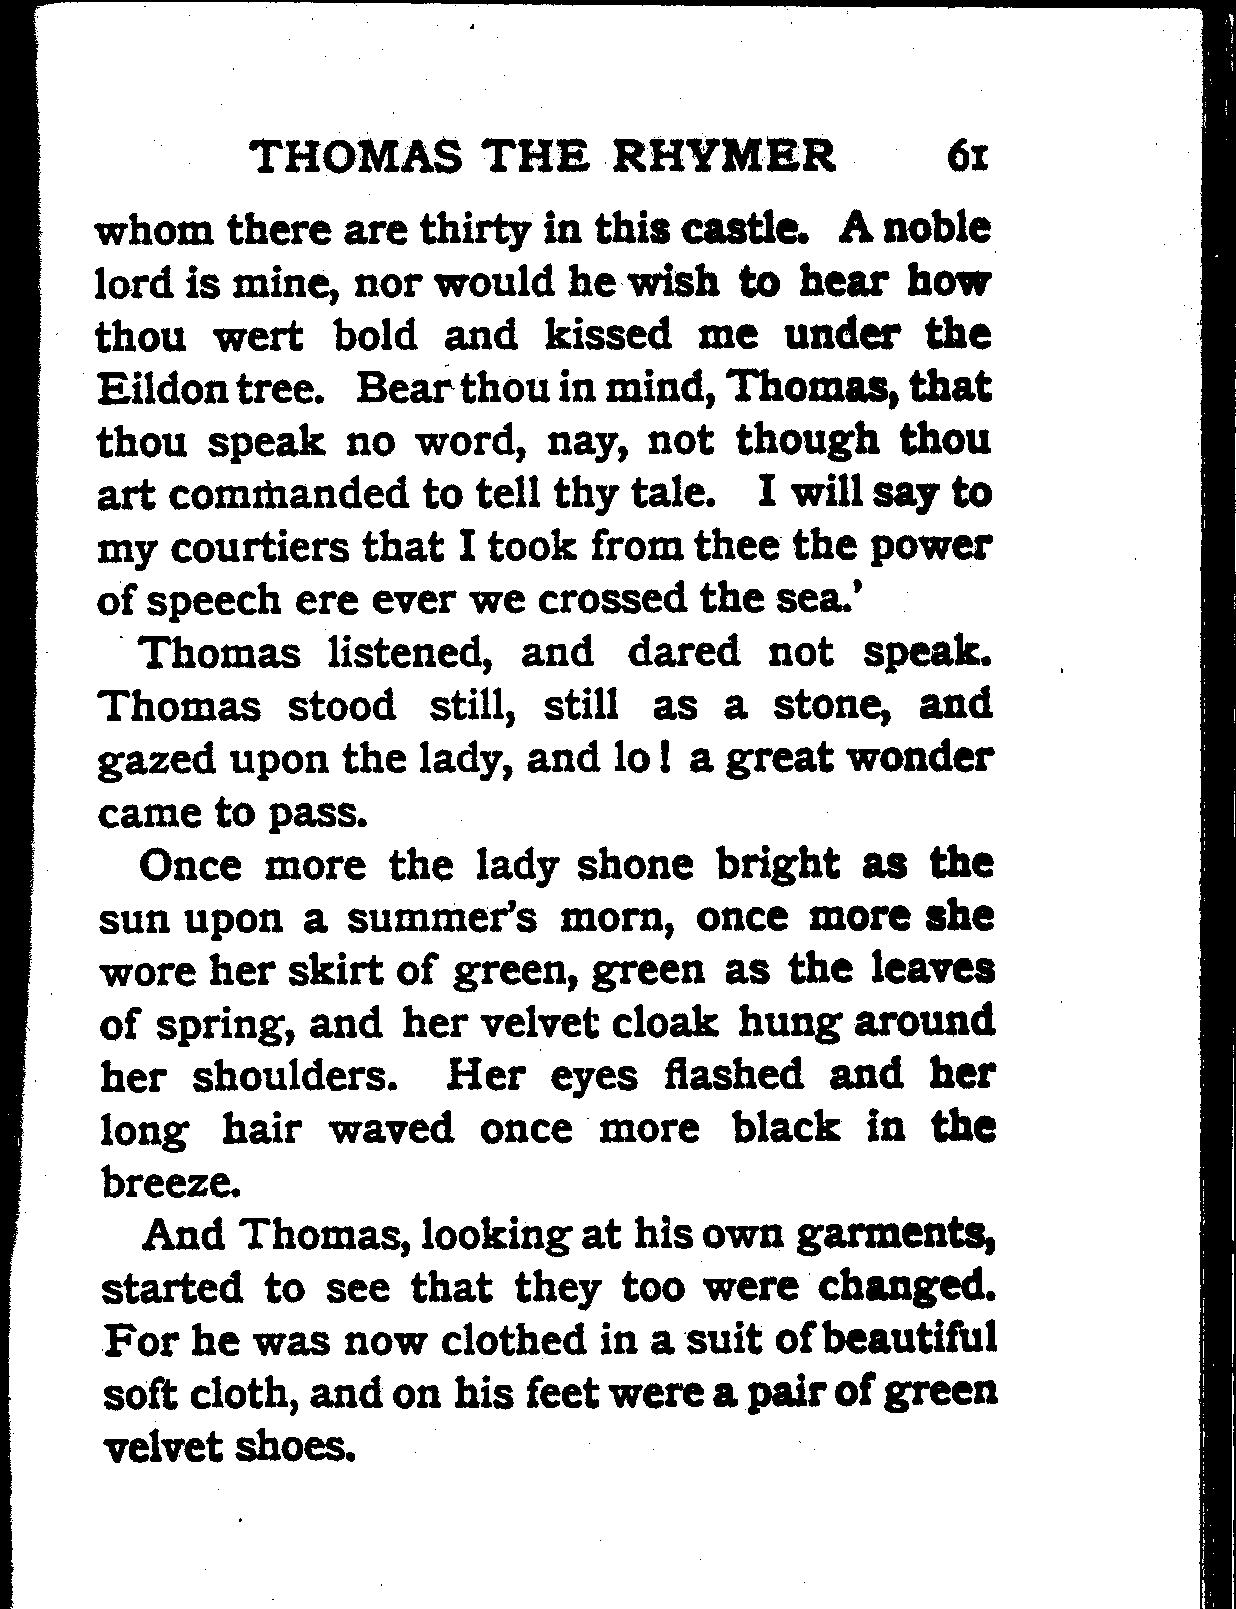 THOMAS THE RHYMER 61
whom there are thirty in this castle. A noble
lord is mine, nor would he wish to hear how
thou wert bold and kissed me under the
Eildon tree. Bear thou in mind, Thomas, that
thou speak no word, nay, not though thou
art commanded to tell thy tale. I will say to
my courtiers that I took from thee the power
of speech ere ever we crossed the sea.'
Thomas listened, and dared not speak.
Thomas stood still, still as a stone, and
gazed upon the lady, and lo! a great wonder
came to pass.
Once more the lady shone bright as the
sun upon a summer's morn, once more she
wore her skirt of green, green as the leaves
of spring, and her velvet cloak hung around
her shoulders. Her eyes flashed and her
long hair waved once more black in the
breeze.
And Thomas, looking at his own garments,
started to see that they too were changed.
For he was now clothed in a suit of beautiful
soft cloth, and on his feet were a pair of green
velvet shoes.